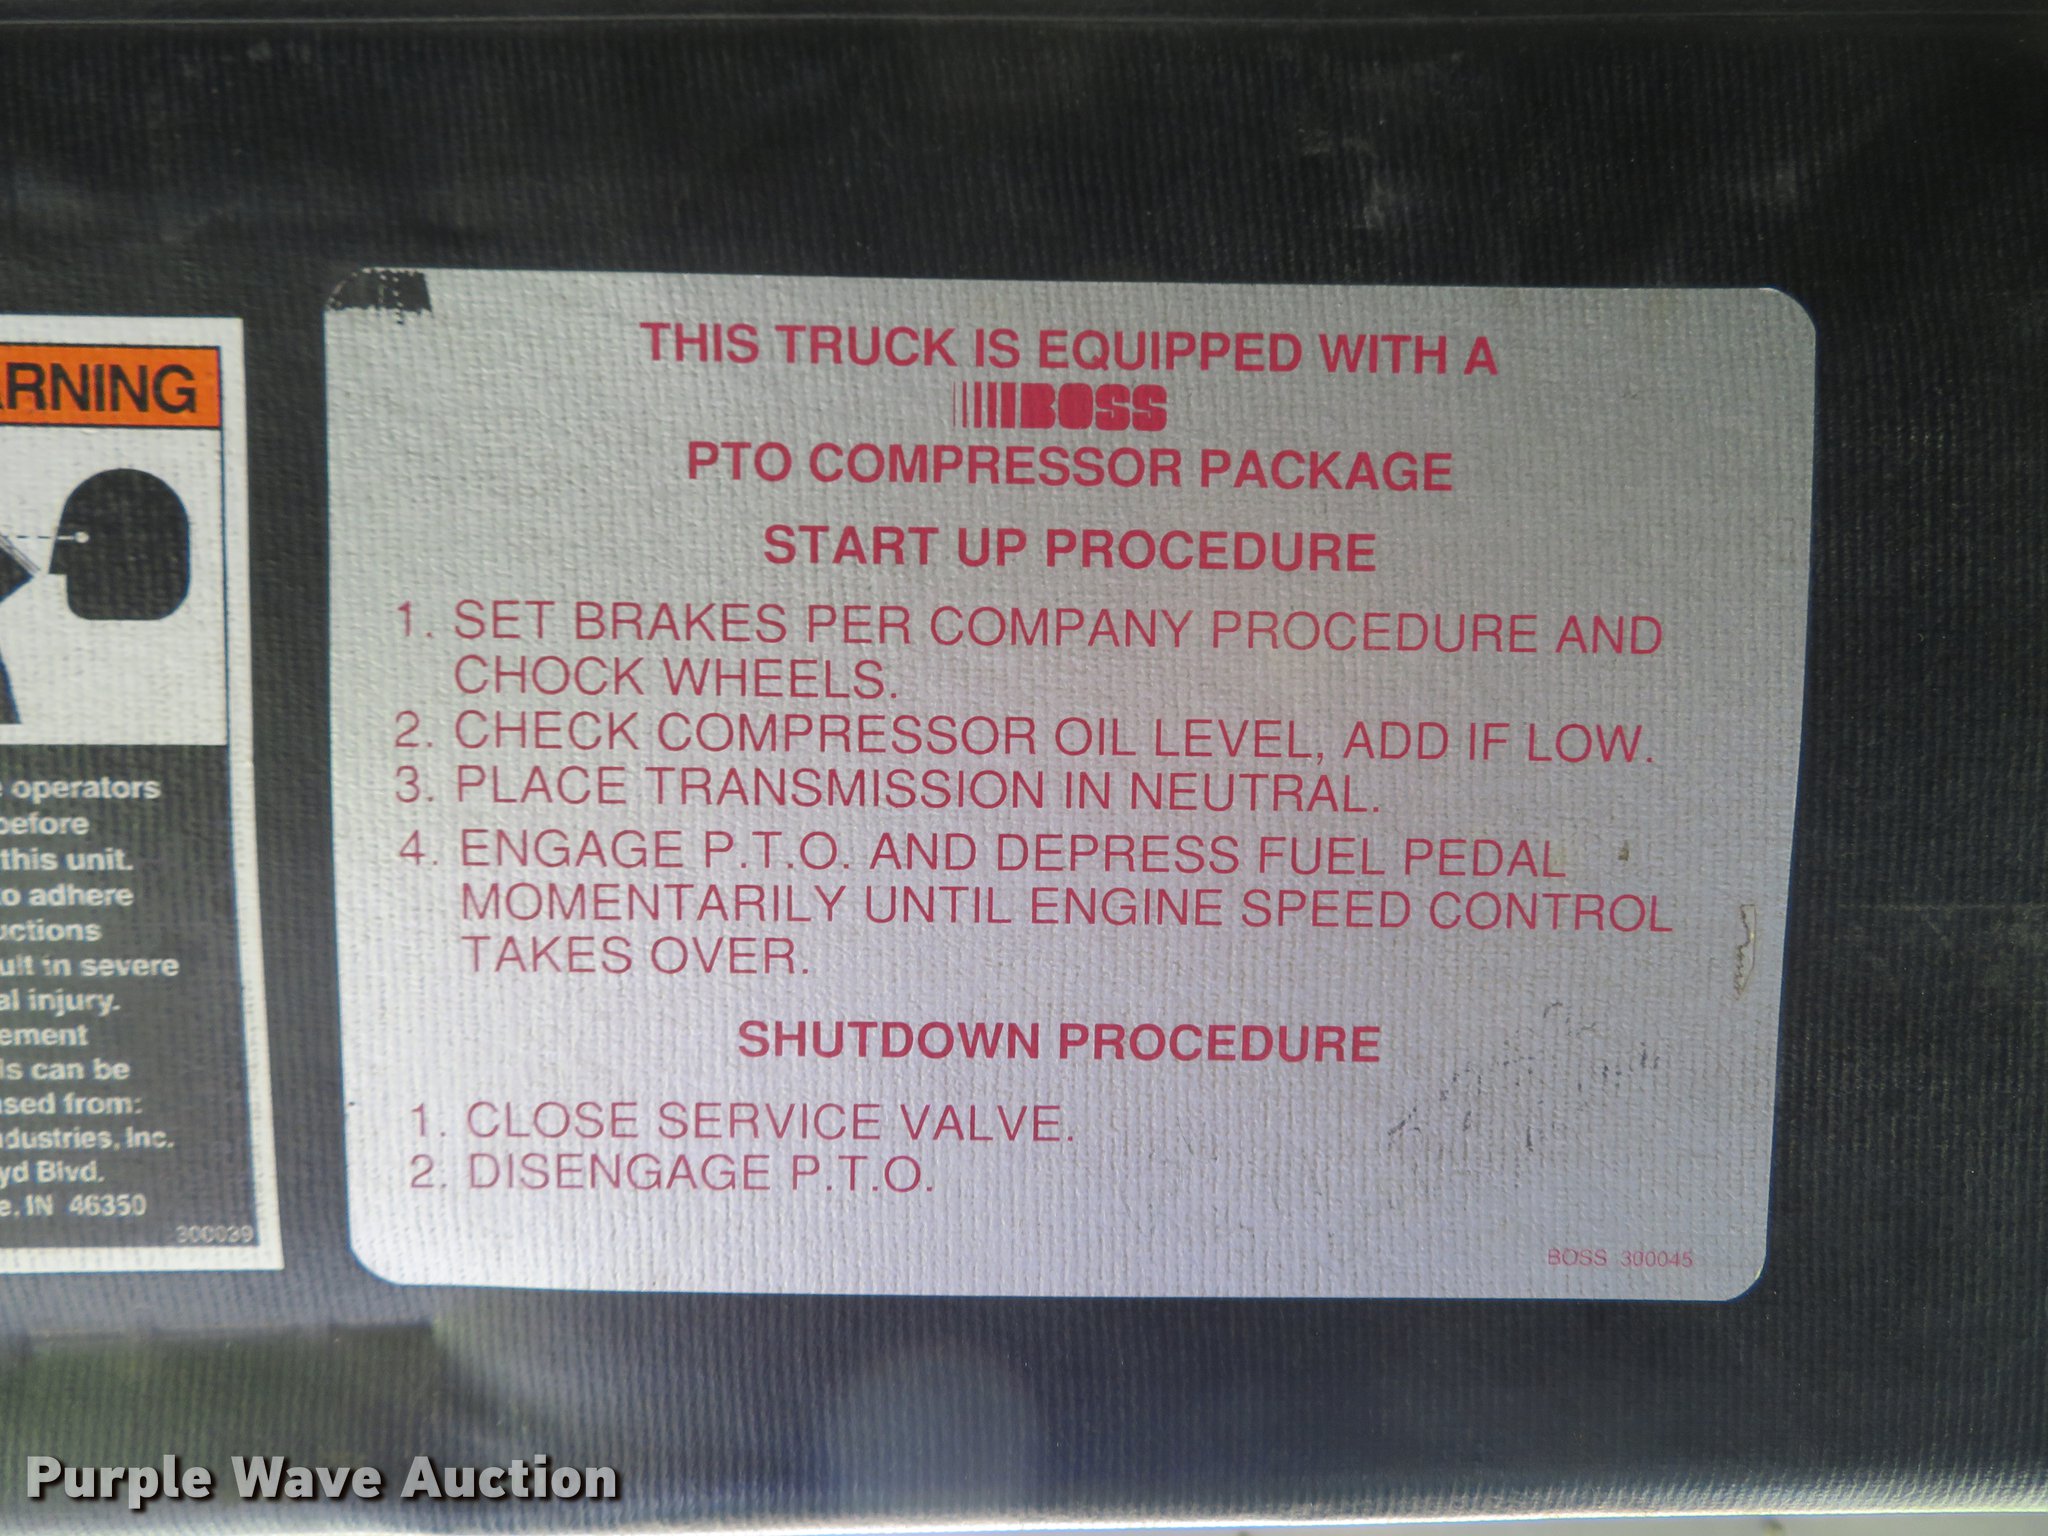 THIS TRUCK IS EQUIPPED WITH A
BOSS
PTO COMPRESSOR PACKAGE
START UP PROCEDURE
1. SET BRAKES PER COMPANY PROCEDURE AND
CHOCK WHEELS.
2. CHECK COMPRESSOR OIL LEVEL, ADD IF LOW.
3. PLACE TRANSMISSION IN NEUTRAL.
4. ENGAGE P.T.O. AND DEPRESS FUEL PEDAL
MOMENTARILY UNTIL ENGINE SPEED CONTROL
TAKES OVER.
SHUTDOWN PROCEDURE
1. CLOSE SERVICE VALVE.
2. DISENGAGE P.T.O.
BOSS 300045
ARNING
operators
before
this unit.
to adhere
uctions
ult in severe
al injury.
ement
ls can be
sed from:
ndustries, Inc.
yd Blvd.
e, IN 46350
300039
Purple Wave Auction